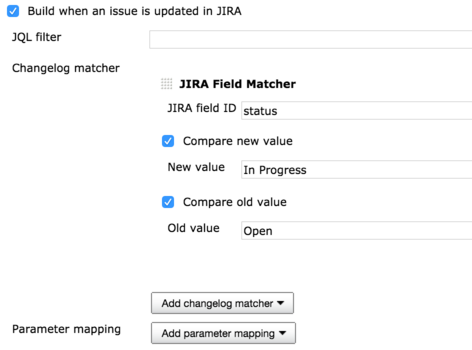 Build when an issue is updated in JIRA
JQL filter
Changelog matcher
JIRA Field Matcher
JIRA field ID status
Compare new value
New value In Progress
Compare old value
Old value Open
Add changelog matcher
Parameter mapping Add parameter mapping